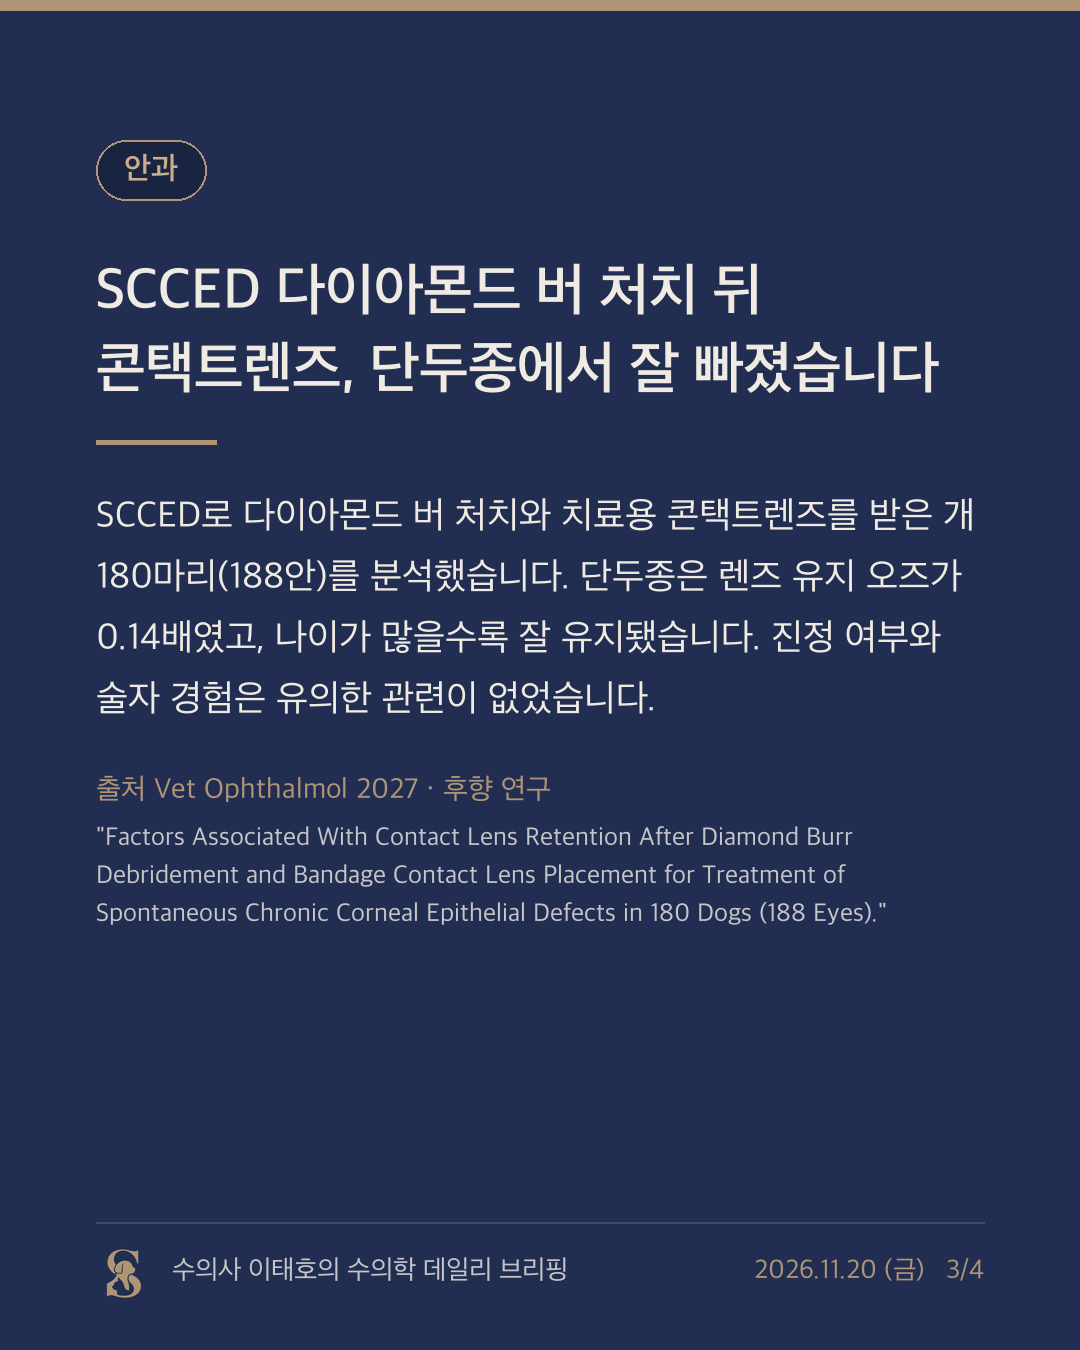 안과
SCCED 다이아몬드 버 처치 뒤
콘택트렌즈, 단두종에서 잘 빠졌습니다
SCCED로 다이아몬드 버 처치와 치료용 콘택트렌즈를 받은 개
180마리(188안)를 분석했습니다. 단두종은 렌즈 유지 오즈가
0.14배였고, 나이가 많을수록 잘 유지됐습니다. 진정 여부와
술자 경험은 유의한 관련이 없었습니다.
출처 Vet Ophthalmol 2027 · 후향 연구
"Factors Associated With Contact Lens Retention After Diamond Burr
Debridement and Bandage Contact Lens Placement for Treatment of
Spontaneous Chronic Corneal Epithelial Defects in 180 Dogs (188 Eyes)."
S 수의사 이태호의 수의학 데일리 브리핑 2026.11.20 (금) 3/4